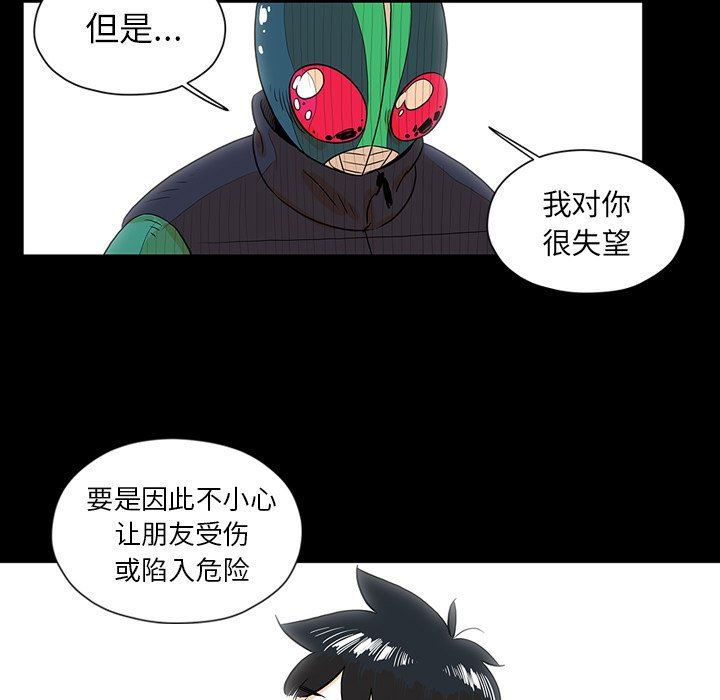 但是...
我对你
很失望
要是因此不小心
让朋友受伤
或陷入危险